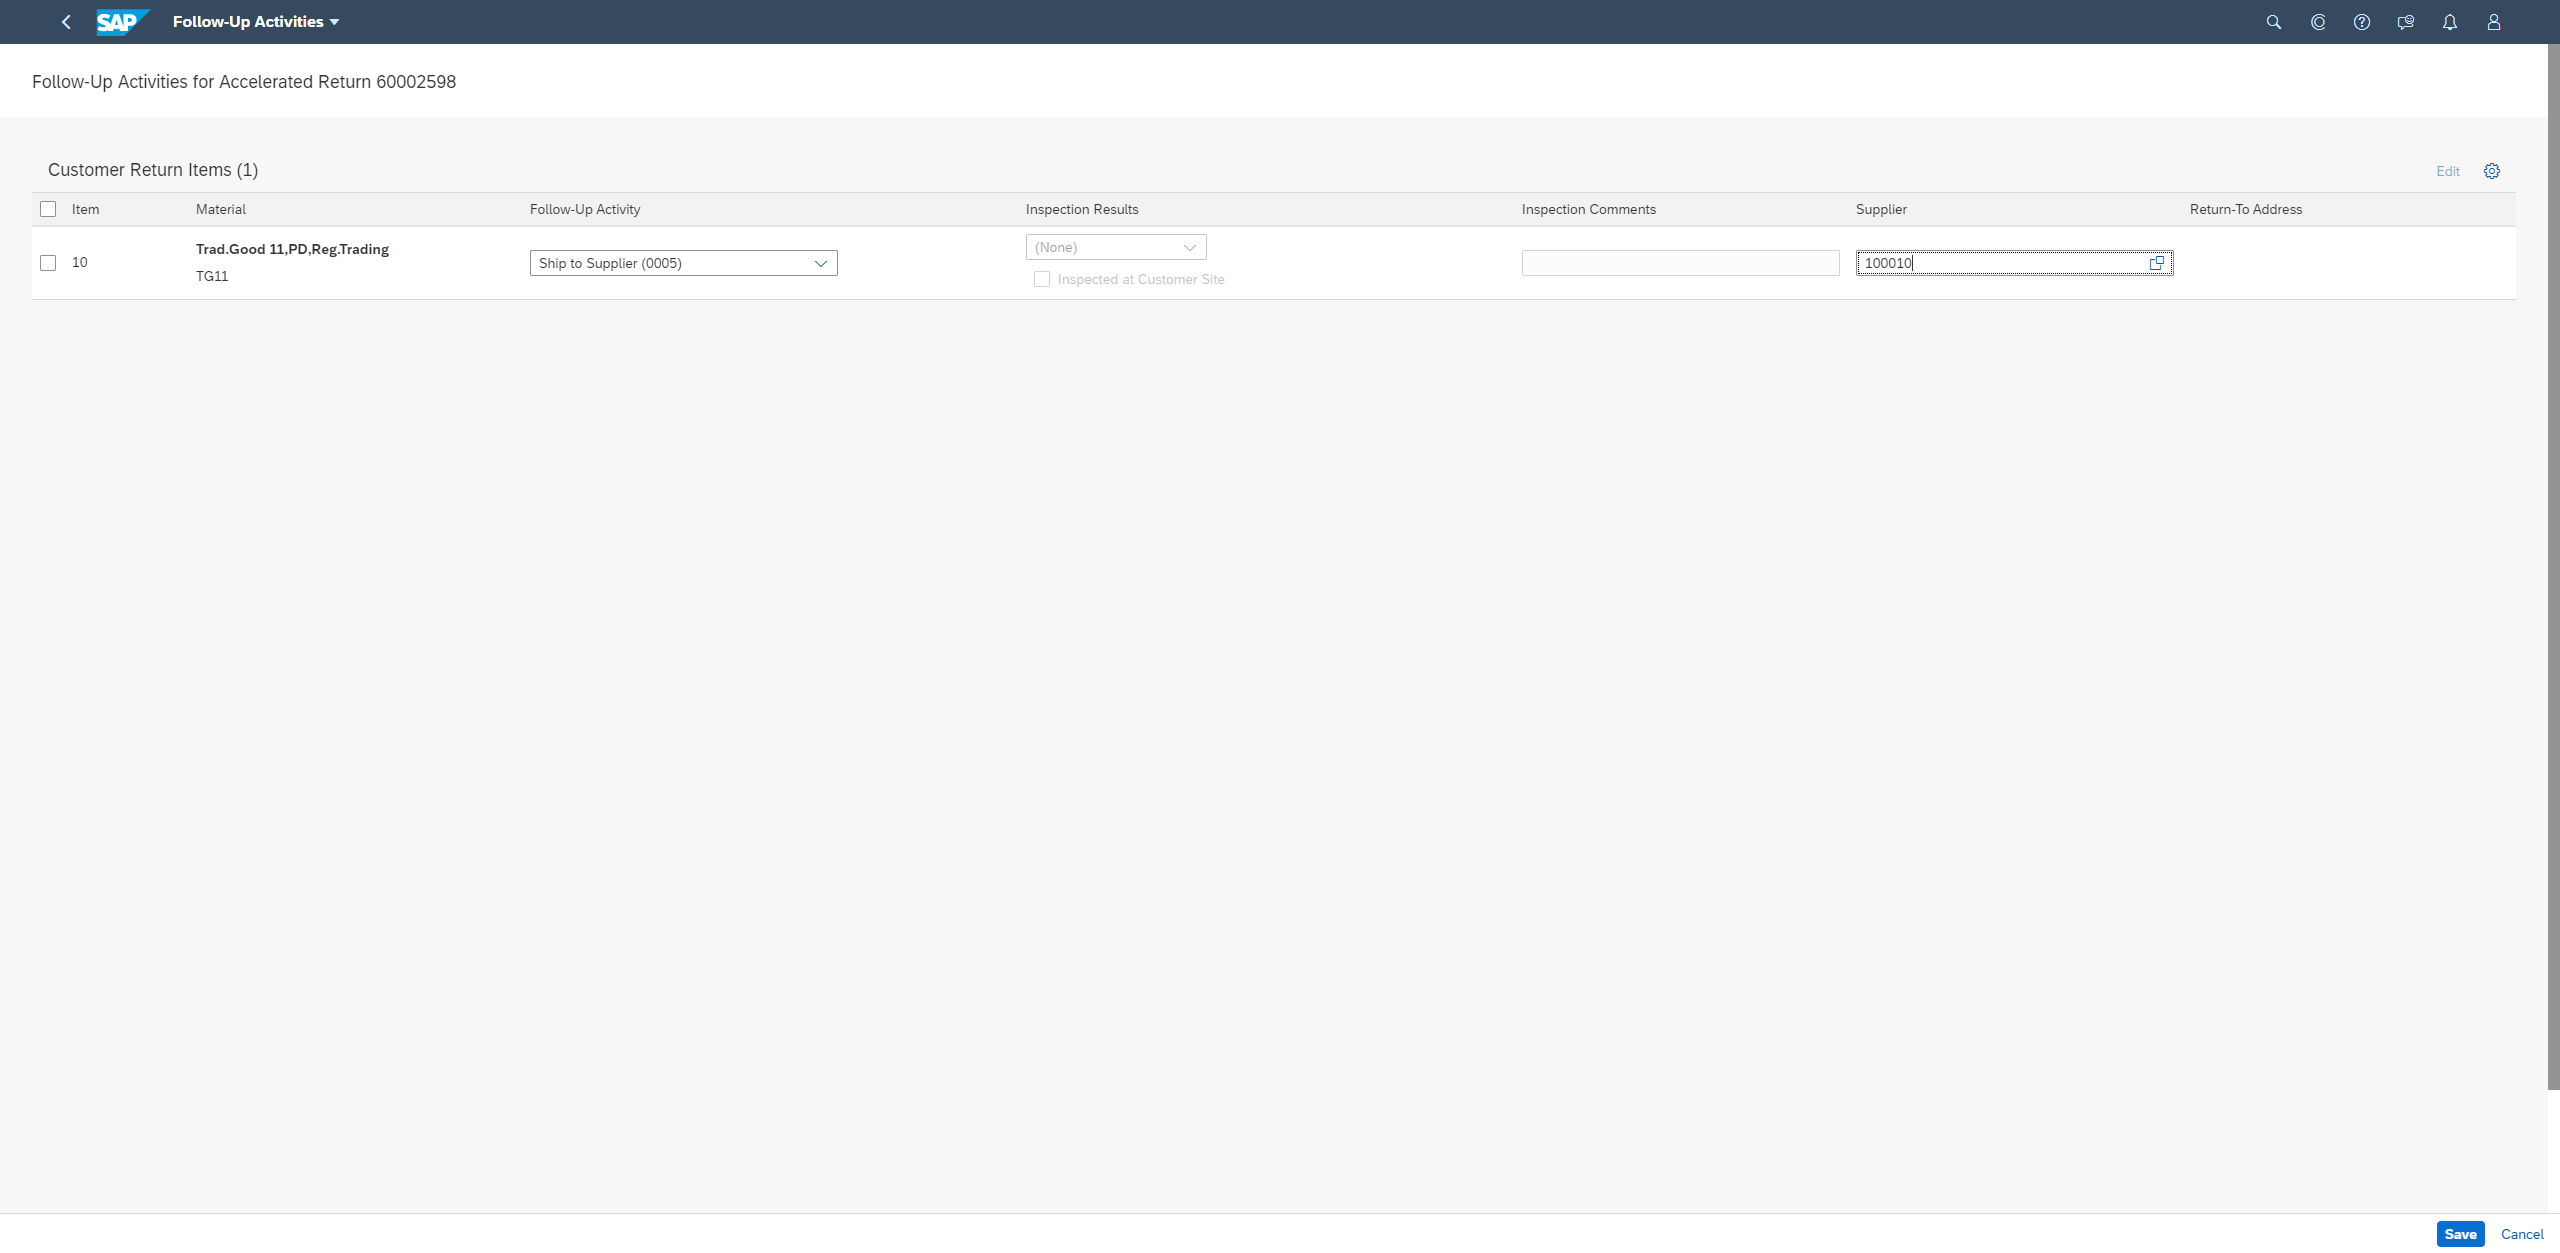 SAP Follow-Up Activities
Follow-Up Activities for Accelerated Return 60002598
Customer Return Items (1)
Edit
Item Material Follow-Up Activity Inspection Results Inspection Comments Supplier Return-To Address
10
Trad.Good 11,PD,Reg.Trading
TG11
Ship to Supplier (0005)
(None)
Inspected at Customer Site
100010
Save Cancel